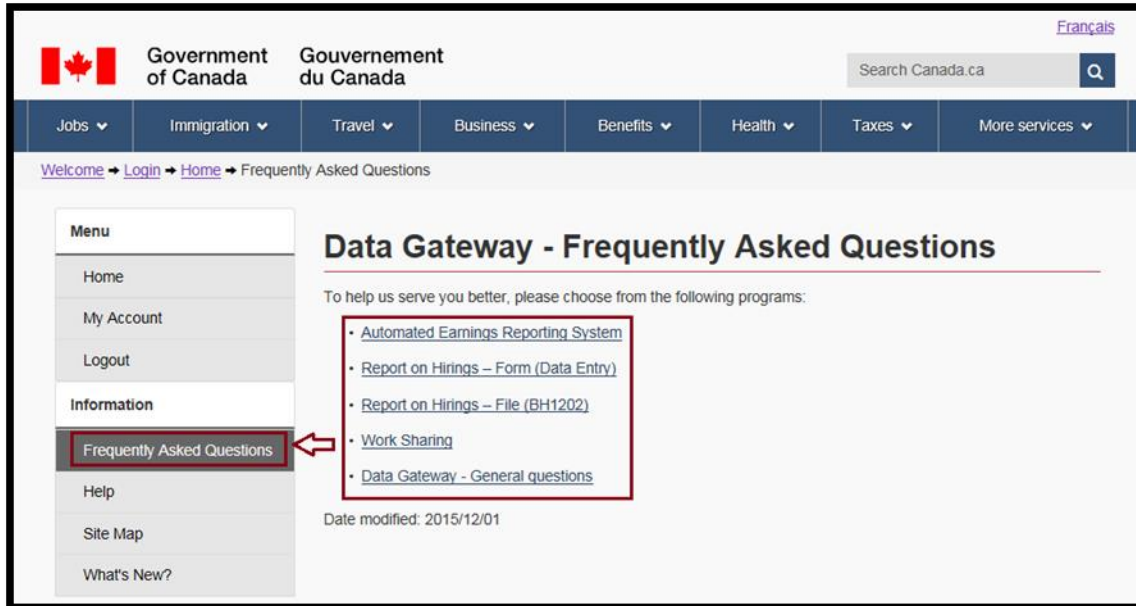 Français
Government of Canada
Gouvernement du Canada
Search Canada.ca
Jobs Immigration Travel Business Benefits Health Taxes More services
Welcome ➔ Login ➔ Home ➔ Frequently Asked Questions
Menu
Home
My Account
Logout
Information
Frequently Asked Questions
Help
Site Map
What's New?
Data Gateway - Frequently Asked Questions
To help us serve you better, please choose from the following programs:
• Automated Earnings Reporting System
• Report on Hirings – Form (Data Entry)
• Report on Hirings – File (BH1202)
• Work Sharing
• Data Gateway - General questions
Date modified: 2015/12/01